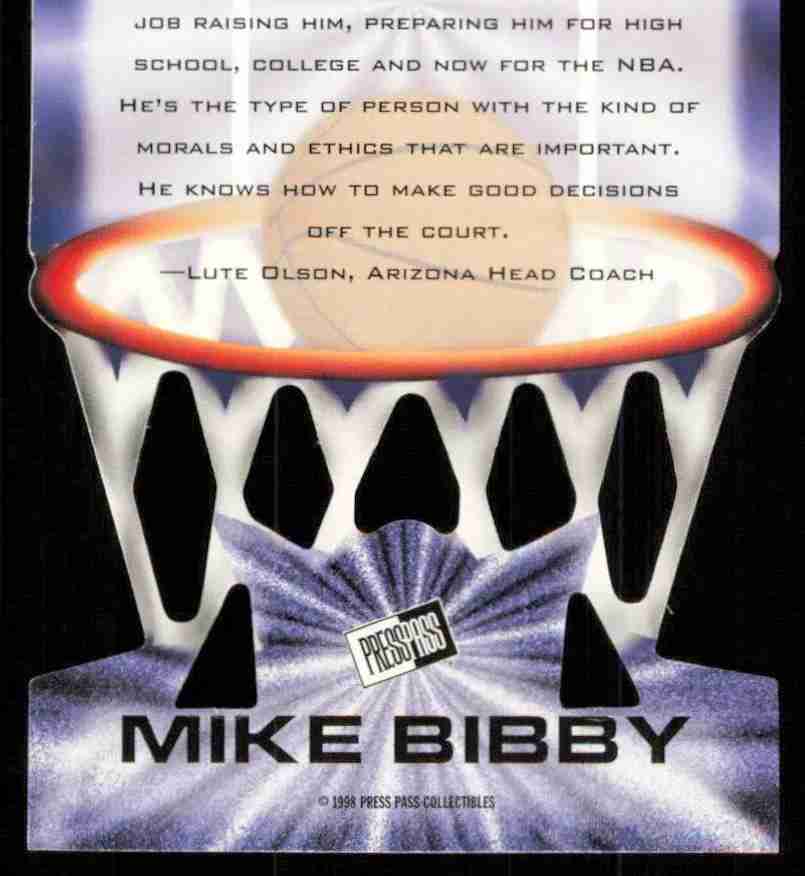 JOB RAISING HIM, PREPARING HIM FOR HIGH
SCHOOL, COLLEGE AND NOW FOR THE NBA.
HE'S THE TYPE OF PERSON WITH THE KIND OF
MORALS AND ETHICS THAT ARE IMPORTANT.
HE KNOWS HOW TO MAKE GOOD DECISIONS
OFF THE COURT.
—LUTE OLSON, ARIZONA HEAD COACH
PRESS PASS
MIKE BIBBY
© 1998 PRESS PASS COLLECTIBLES